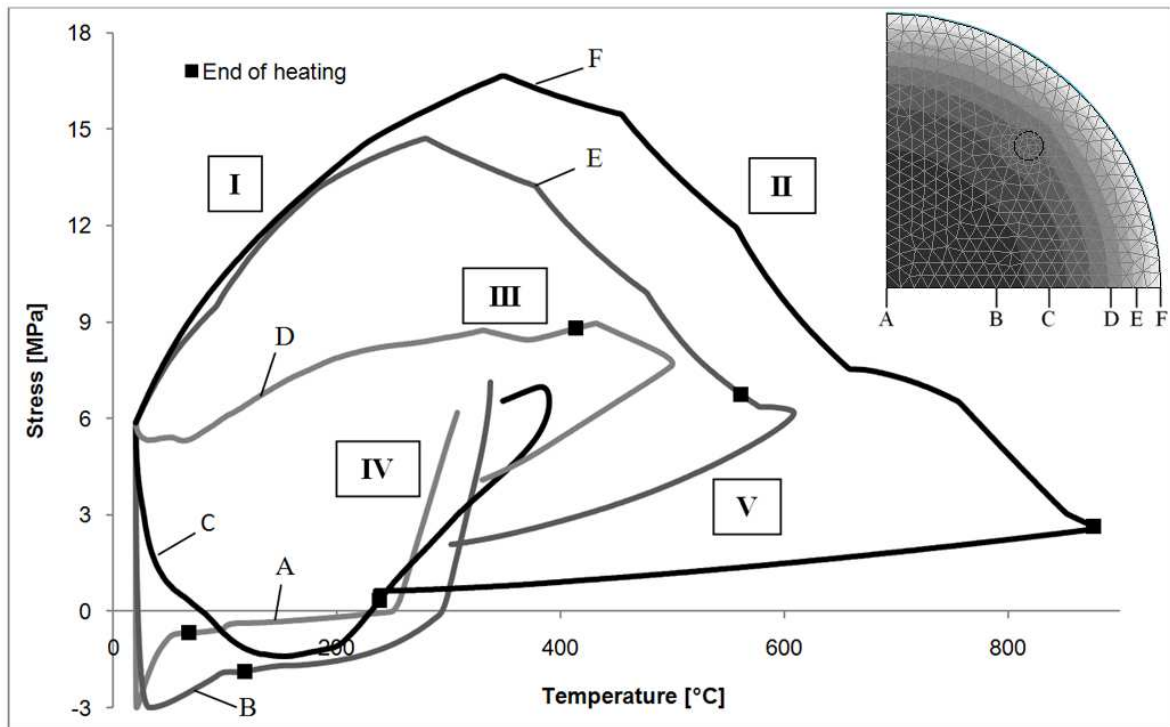 18
15
12
9
6
3
0
-3
Stress [MPa]
■ End of heating
F
I
E
II
III
D
IV
C
A
B
V
0 200 400 600 800
Temperature [°C]
A B C D E F